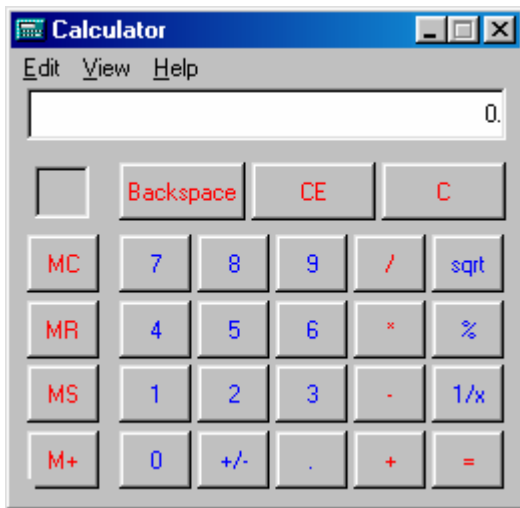 Calculator
Edit View Help
0.
Backspace CE C
MC 7 8 9 / sqrt
MR 4 5 6 * %
MS 1 2 3 - 1/x
M+ 0 +/- . + =